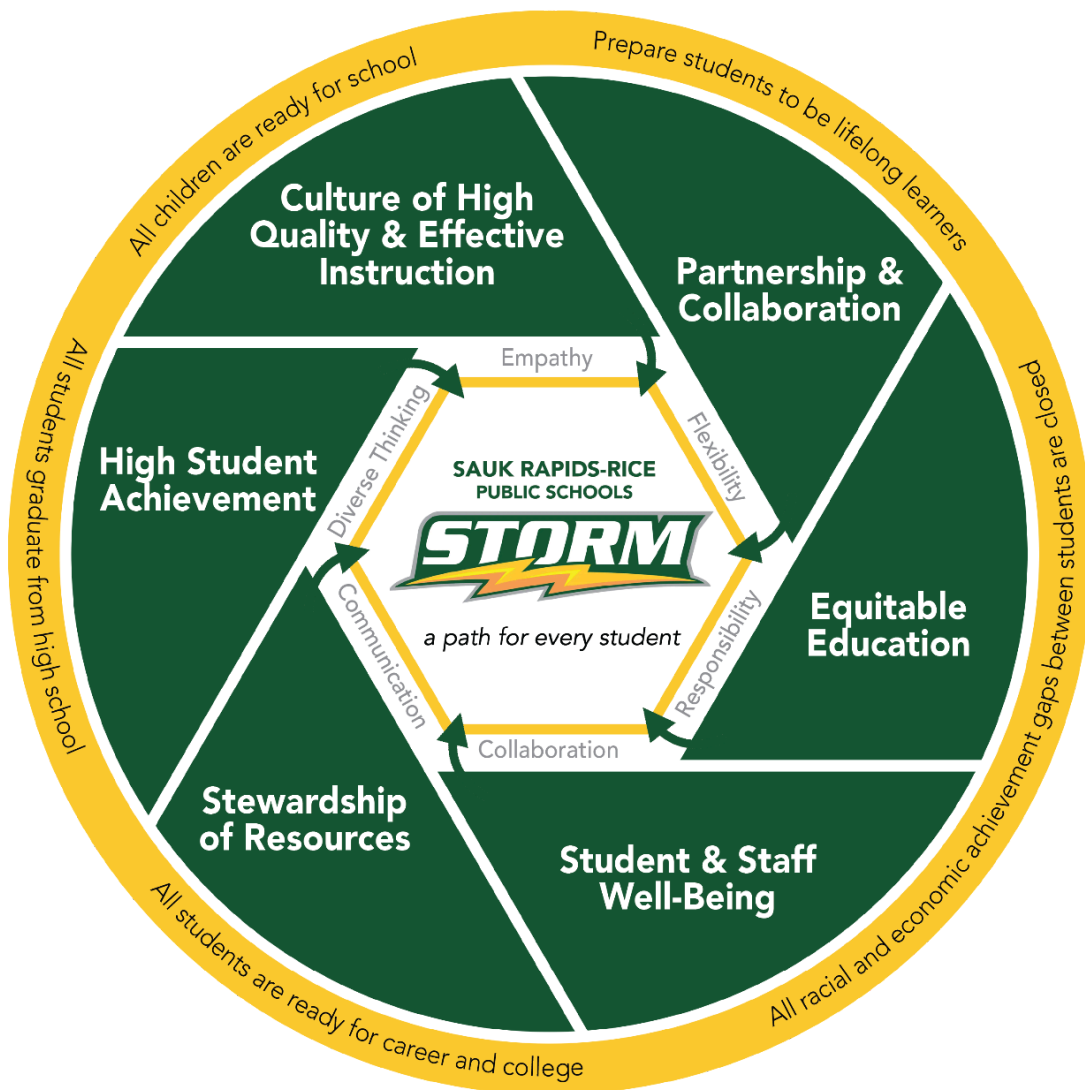 All children are ready for school
Prepare students to be lifelong learners
All racial and economic achievement gaps between students are closed
All students are ready for career and college
All students graduate from high school
Culture of High
Quality & Effective
Instruction
Partnership &
Collaboration
Equitable
Education
Student & Staff
Well-Being
Stewardship
of Resources
High Student
Achievement
Empathy
Flexibility
Responsibility
Collaboration
Communication
Diverse Thinking
SAUK RAPIDS-RICE
PUBLIC SCHOOLS
STORM
a path for every student